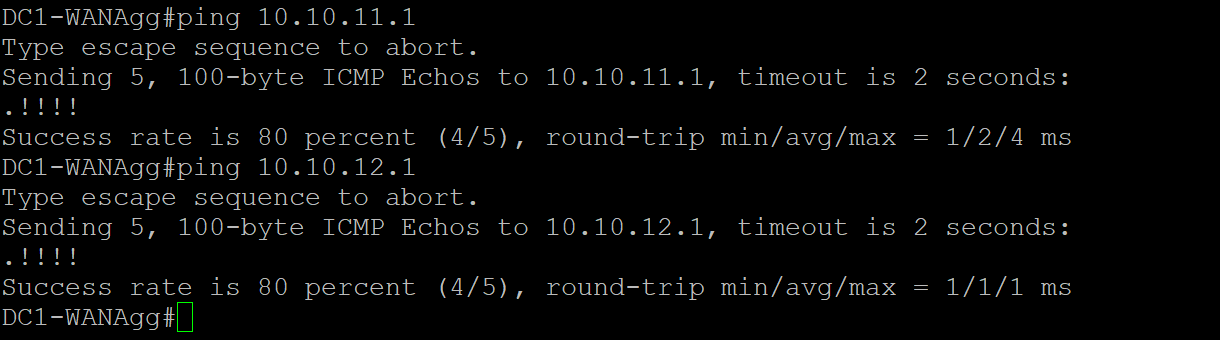 DC1-WANAgg#ping 10.10.11.1
Type escape sequence to abort.
Sending 5, 100-byte ICMP Echos to 10.10.11.1, timeout is 2 seconds:
.!!!!
Success rate is 80 percent (4/5), round-trip min/avg/max = 1/2/4 ms
DC1-WANAgg#ping 10.10.12.1
Type escape sequence to abort.
Sending 5, 100-byte ICMP Echos to 10.10.12.1, timeout is 2 seconds:
.!!!!
Success rate is 80 percent (4/5), round-trip min/avg/max = 1/1/1 ms
DC1-WANAgg#